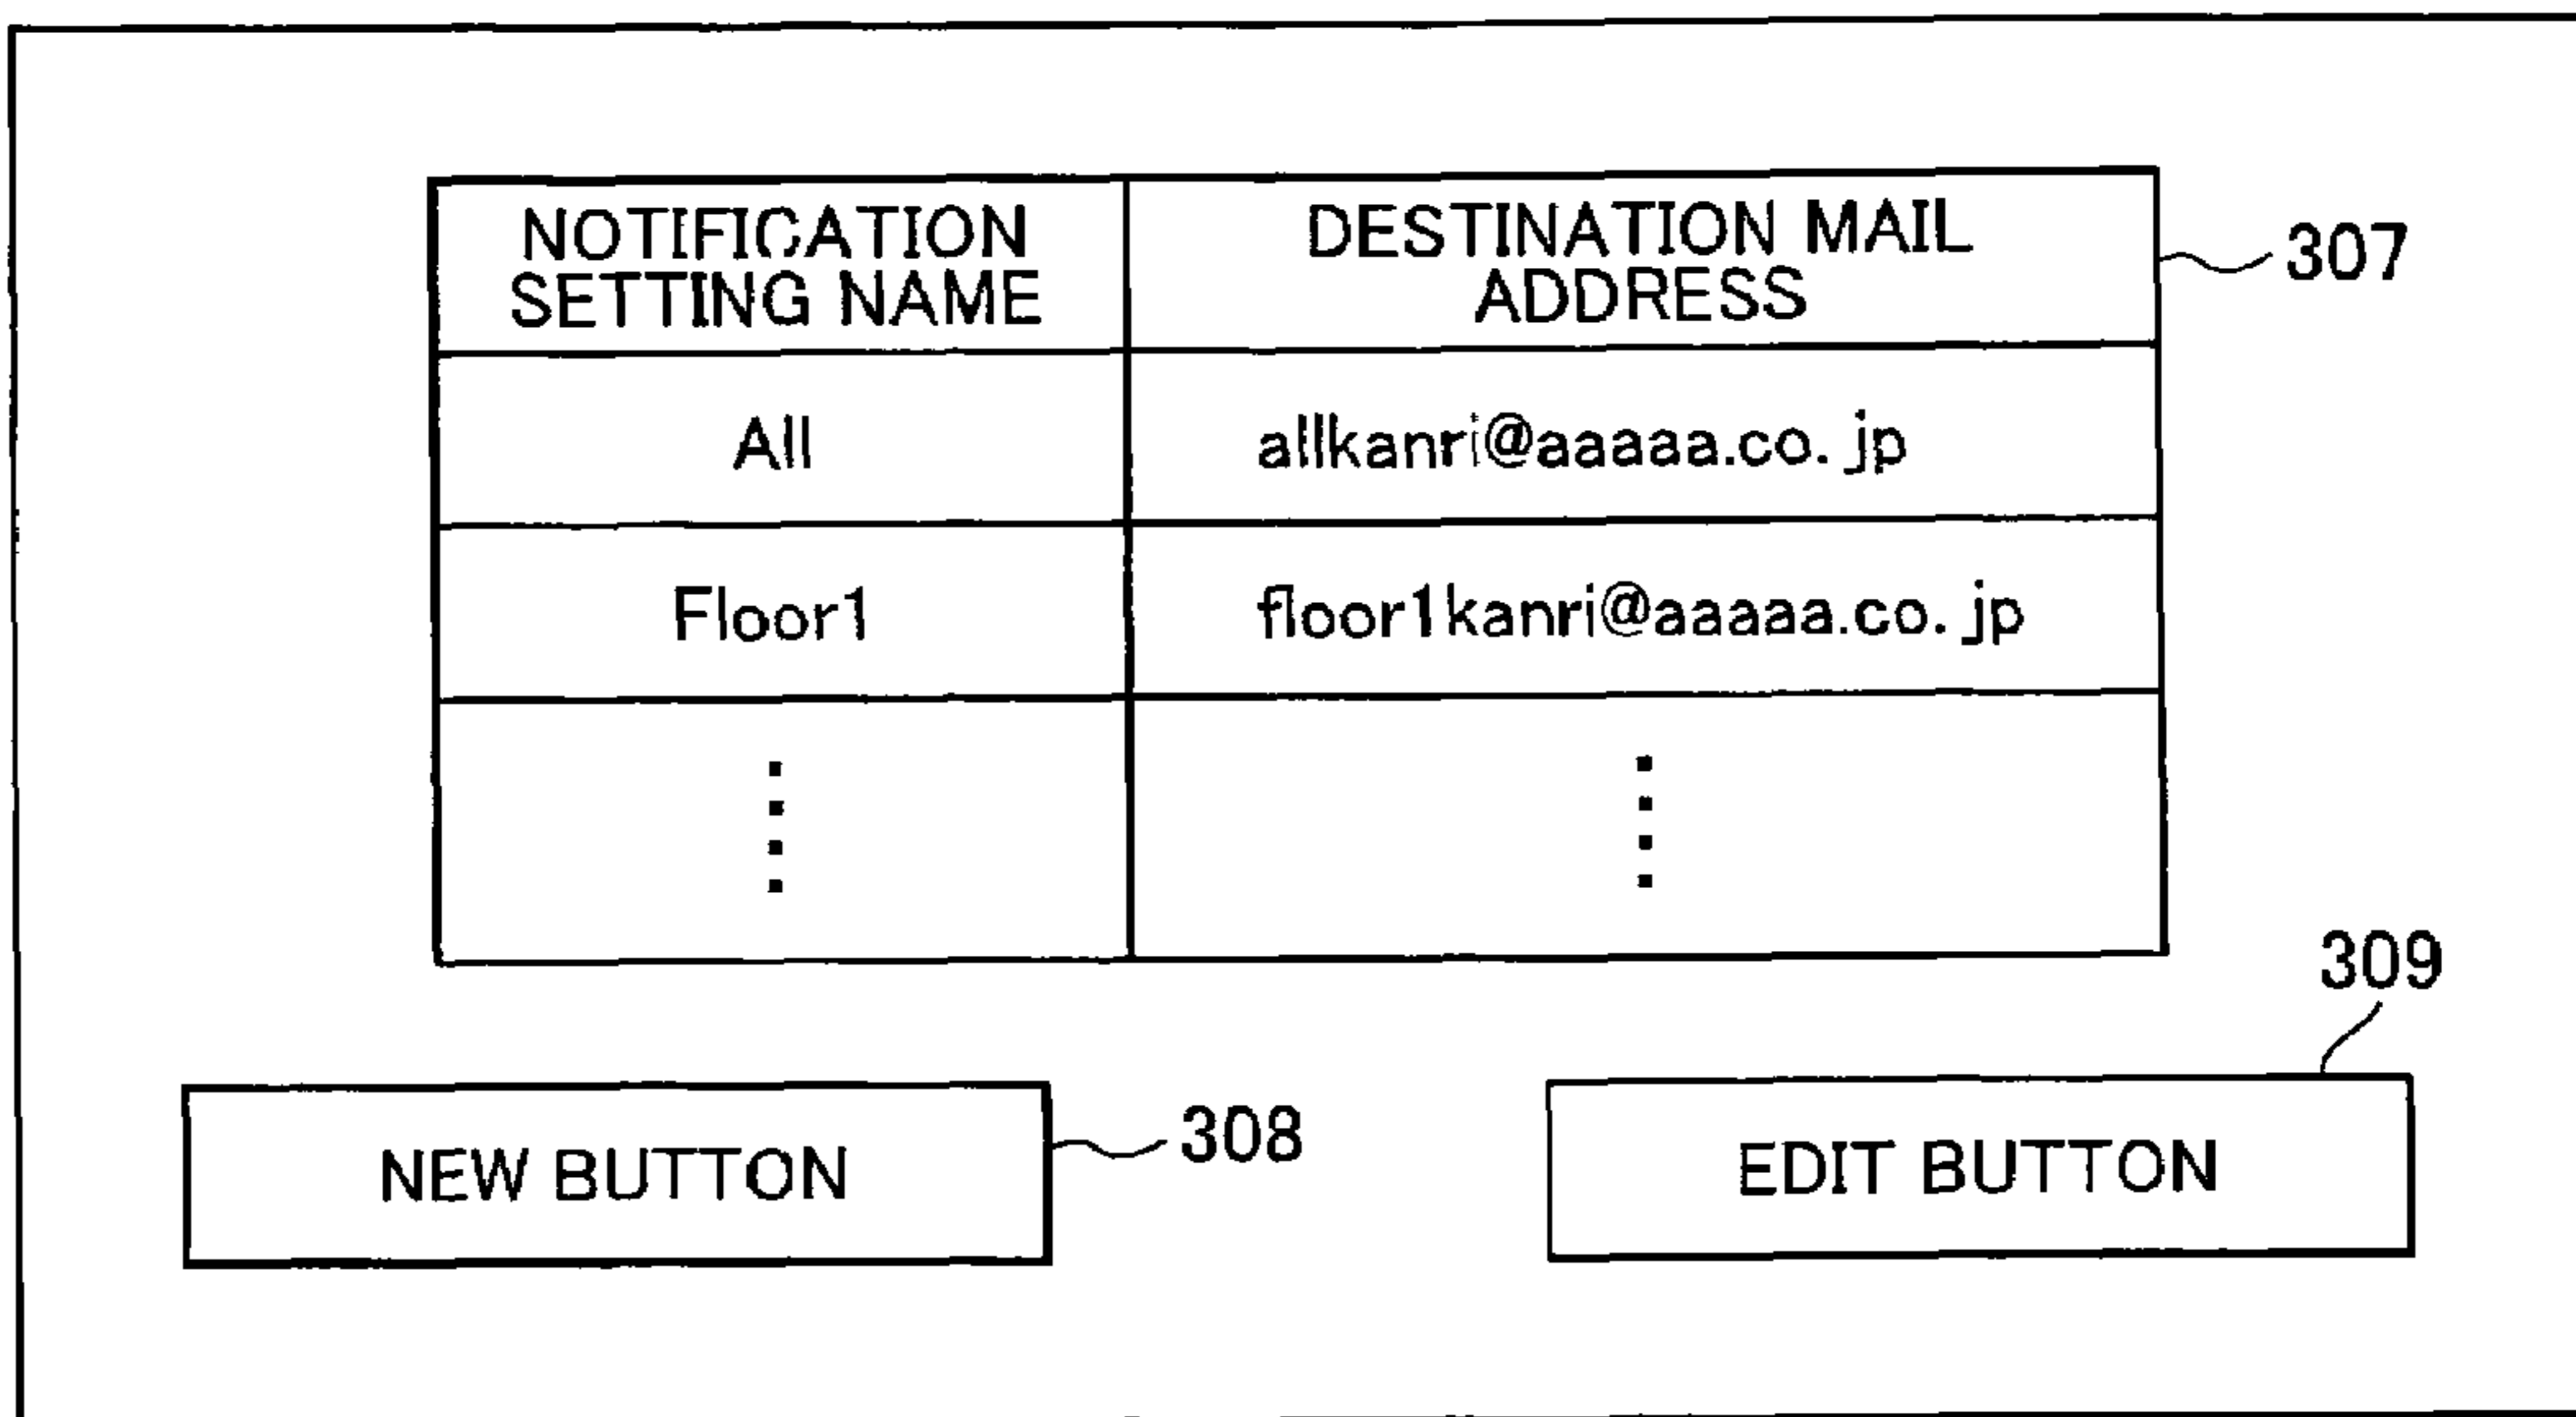 NOTIFICATION
SETTING NAME
DESTINATION MAIL
ADDRESS
307
All
allkanri@aaaaa.co.jp
Floor1
floor1kanri@aaaaa.co.jp
309
NEW BUTTON
308
EDIT BUTTON